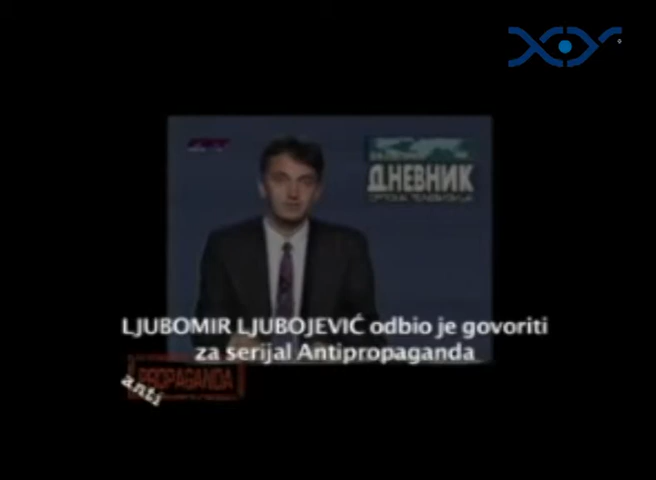 ДНЕВНИК
LJUBOMIR LJUBOJEVIĆ odbio je govoriti
za serijal Antipropaganda
PROPAGANDA
anti